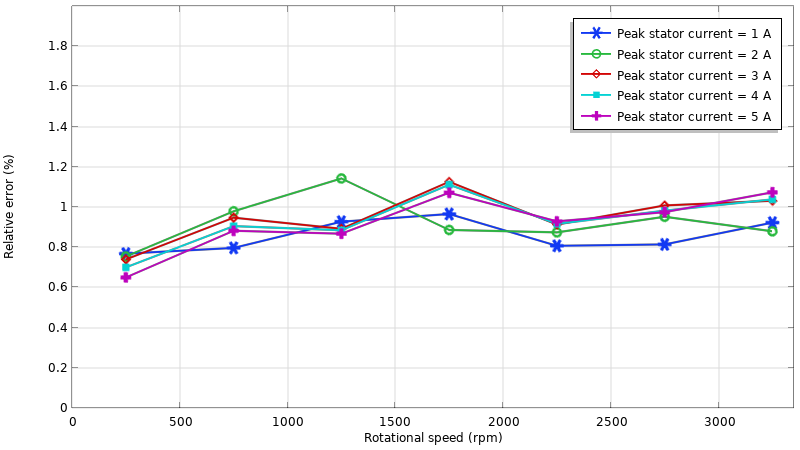 Peak stator current = 1 A
Peak stator current = 2 A
Peak stator current = 3 A
Peak stator current = 4 A
Peak stator current = 5 A
Relative error (%)
1.8
1.6
1.4
1.2
1
0.8
0.6
0.4
0.2
0
0 500 1000 1500 2000 2500 3000
Rotational speed (rpm)